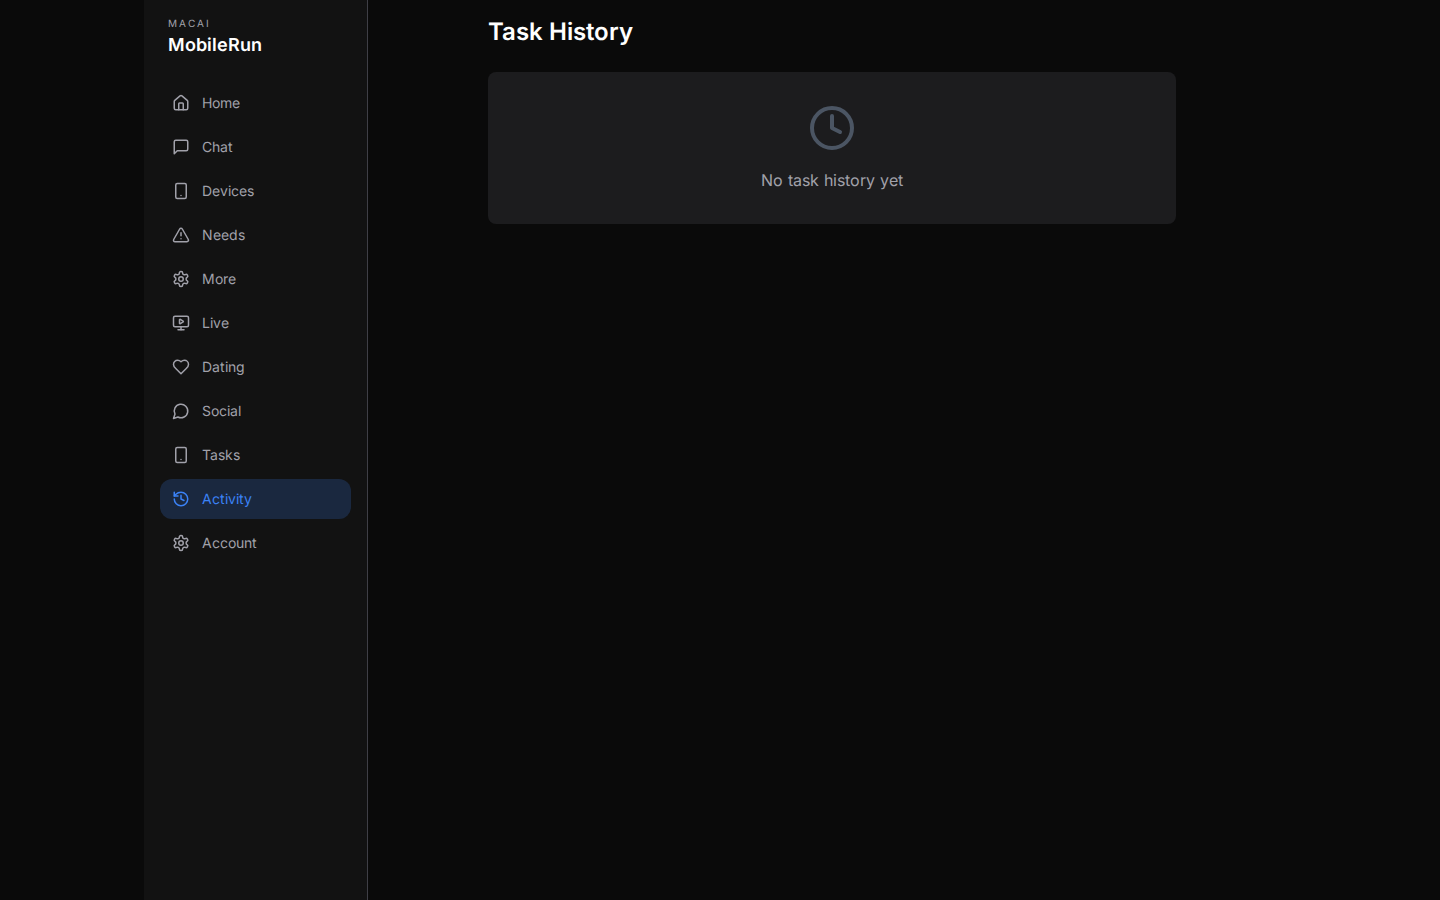 MACAI
MobileRun
Home
Chat
Devices
Needs
More
Live
Dating
Social
Tasks
Activity
Account
Task History
No task history yet